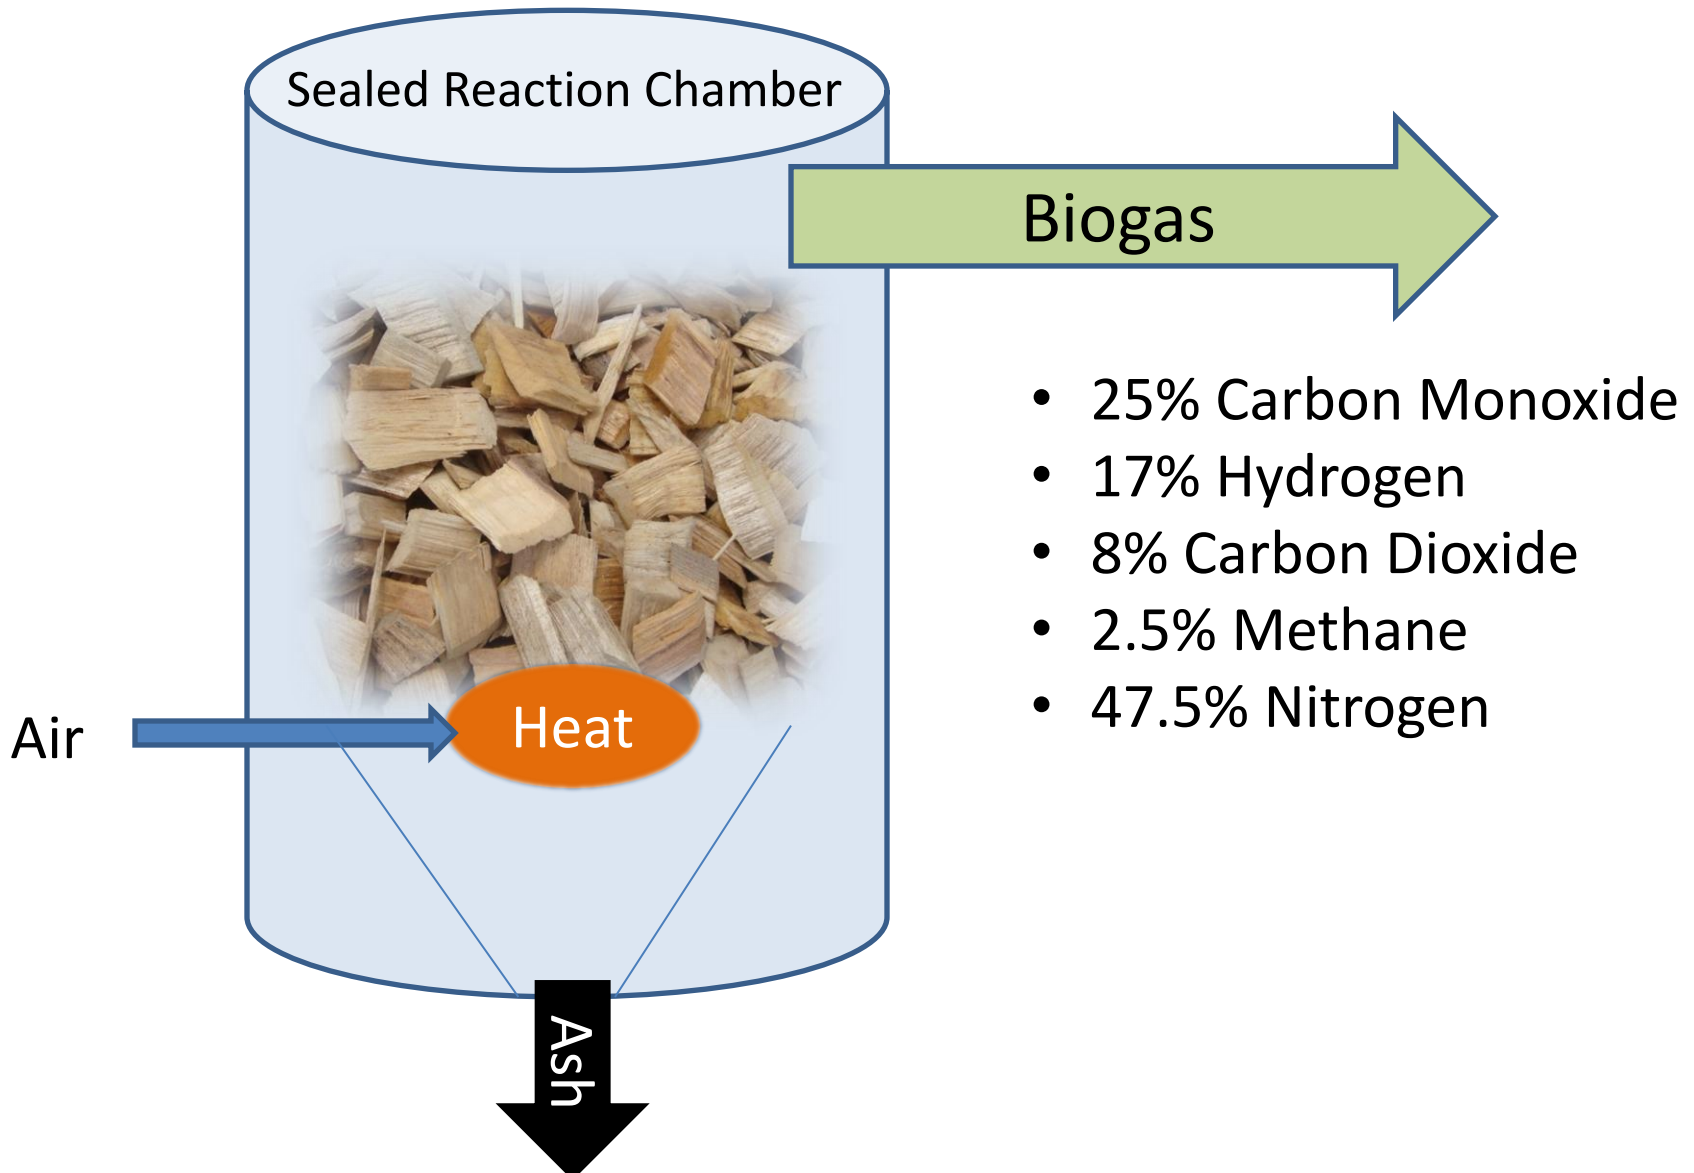 Sealed Reaction Chamber
Biogas
• 25% Carbon Monoxide
• 17% Hydrogen
• 8% Carbon Dioxide
• 2.5% Methane
• 47.5% Nitrogen
Air
Heat
Ash